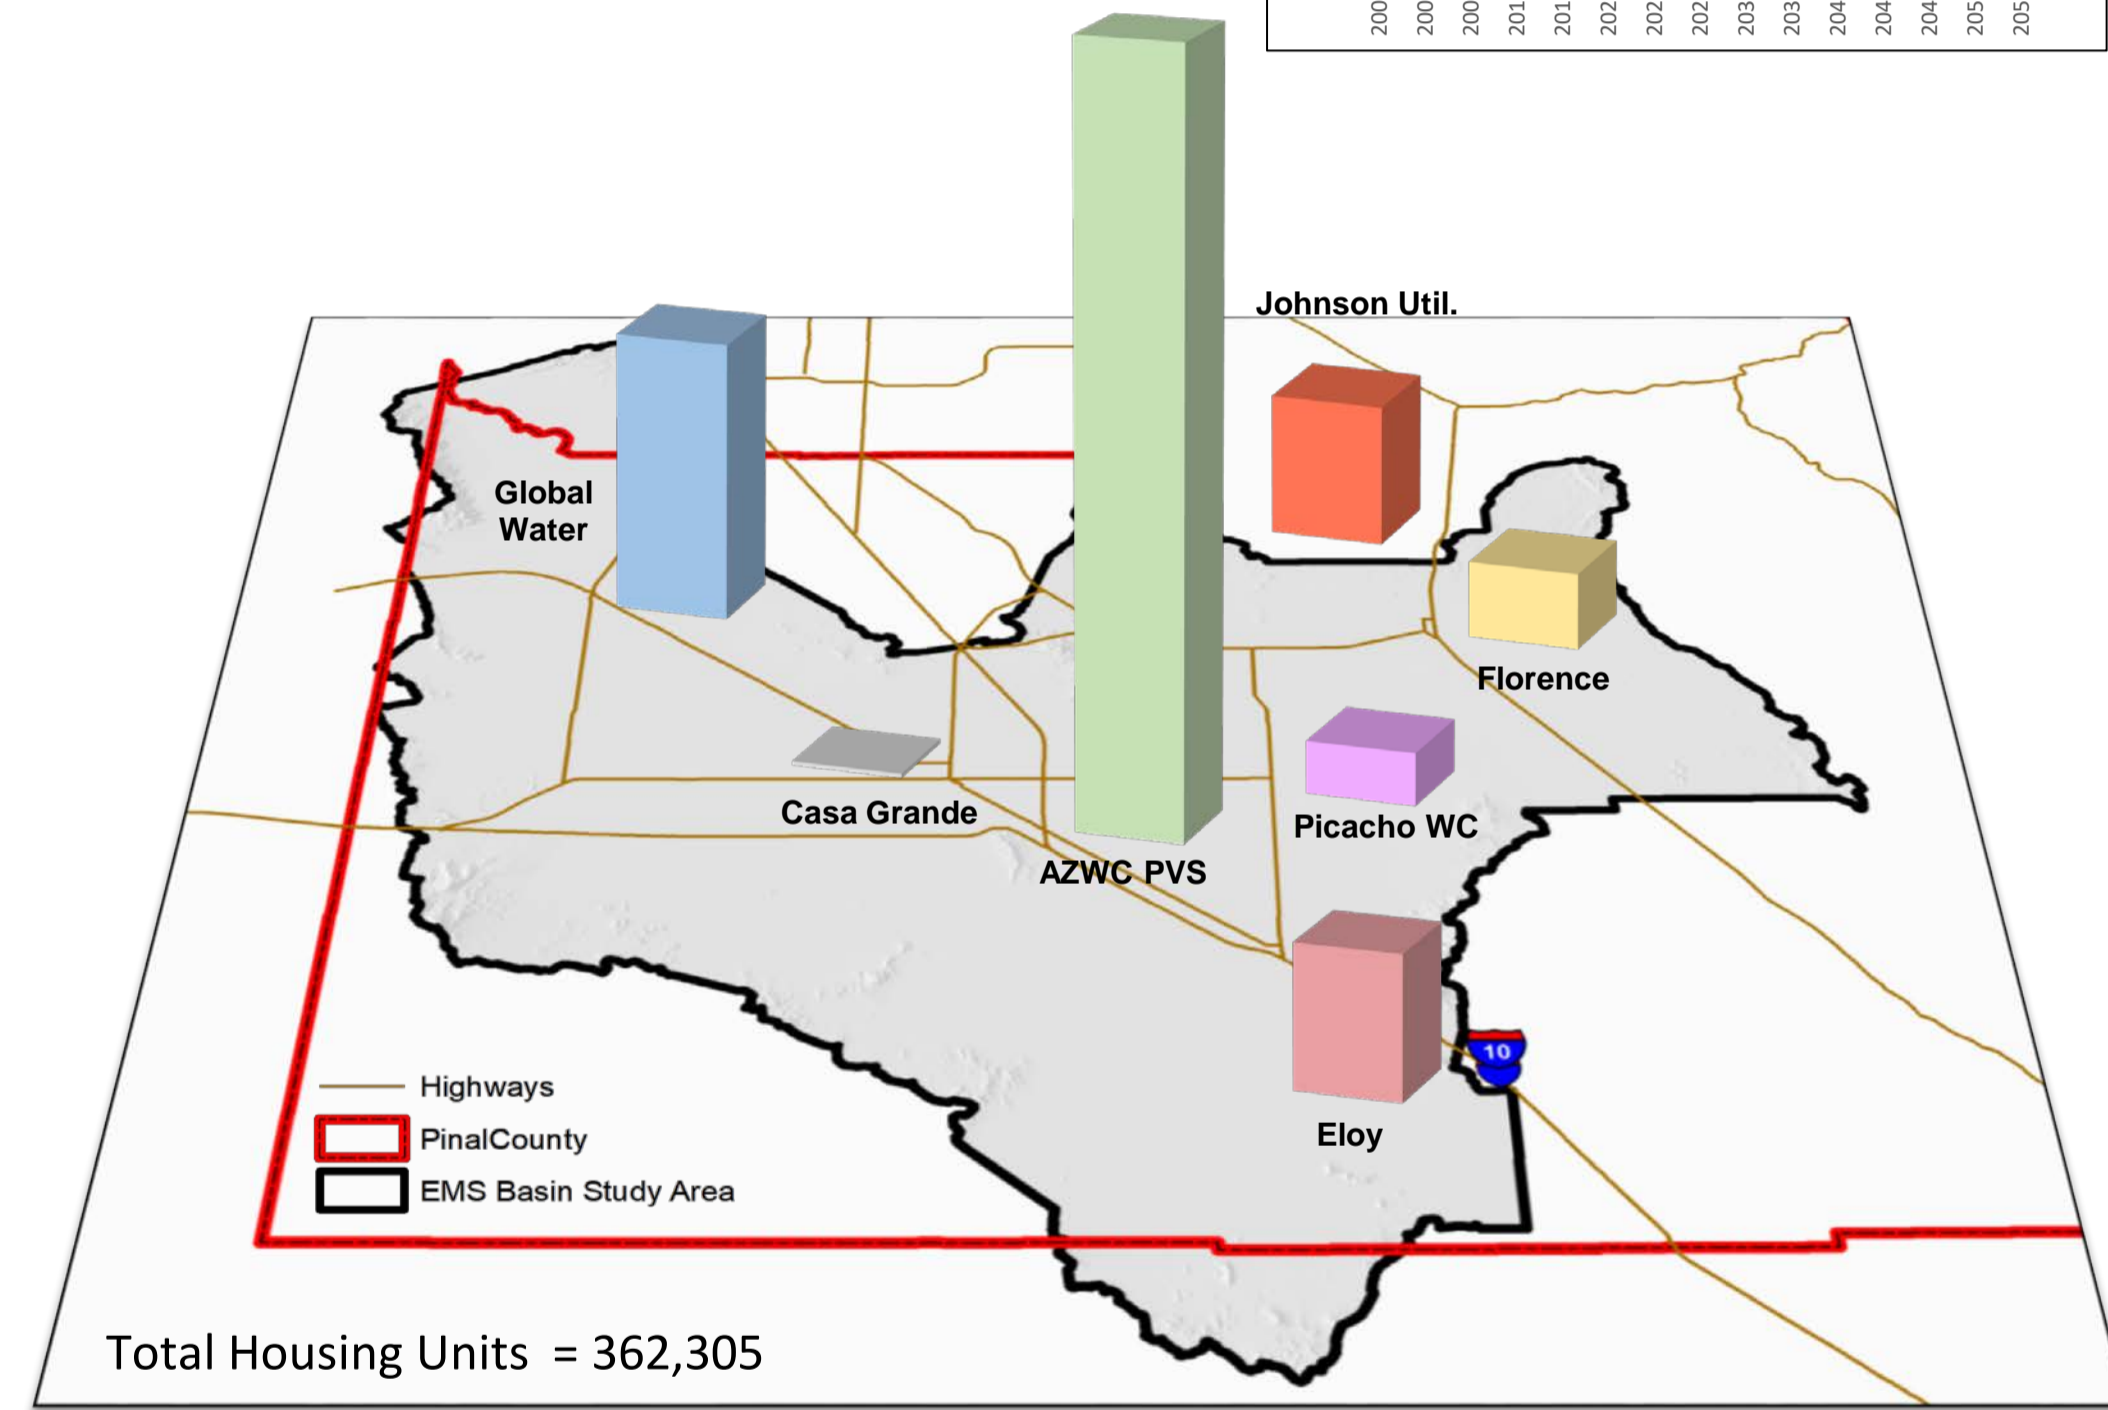 200 200 200 201 201 202 202 202 203 203 204 204 204 205 205
Johnson Util.
Global
Water
Florence
Casa Grande
Picacho WC
AZWC PVS
10
Eloy
Highways
PinalCounty
EMS Basin Study Area
Total Housing Units = 362,305